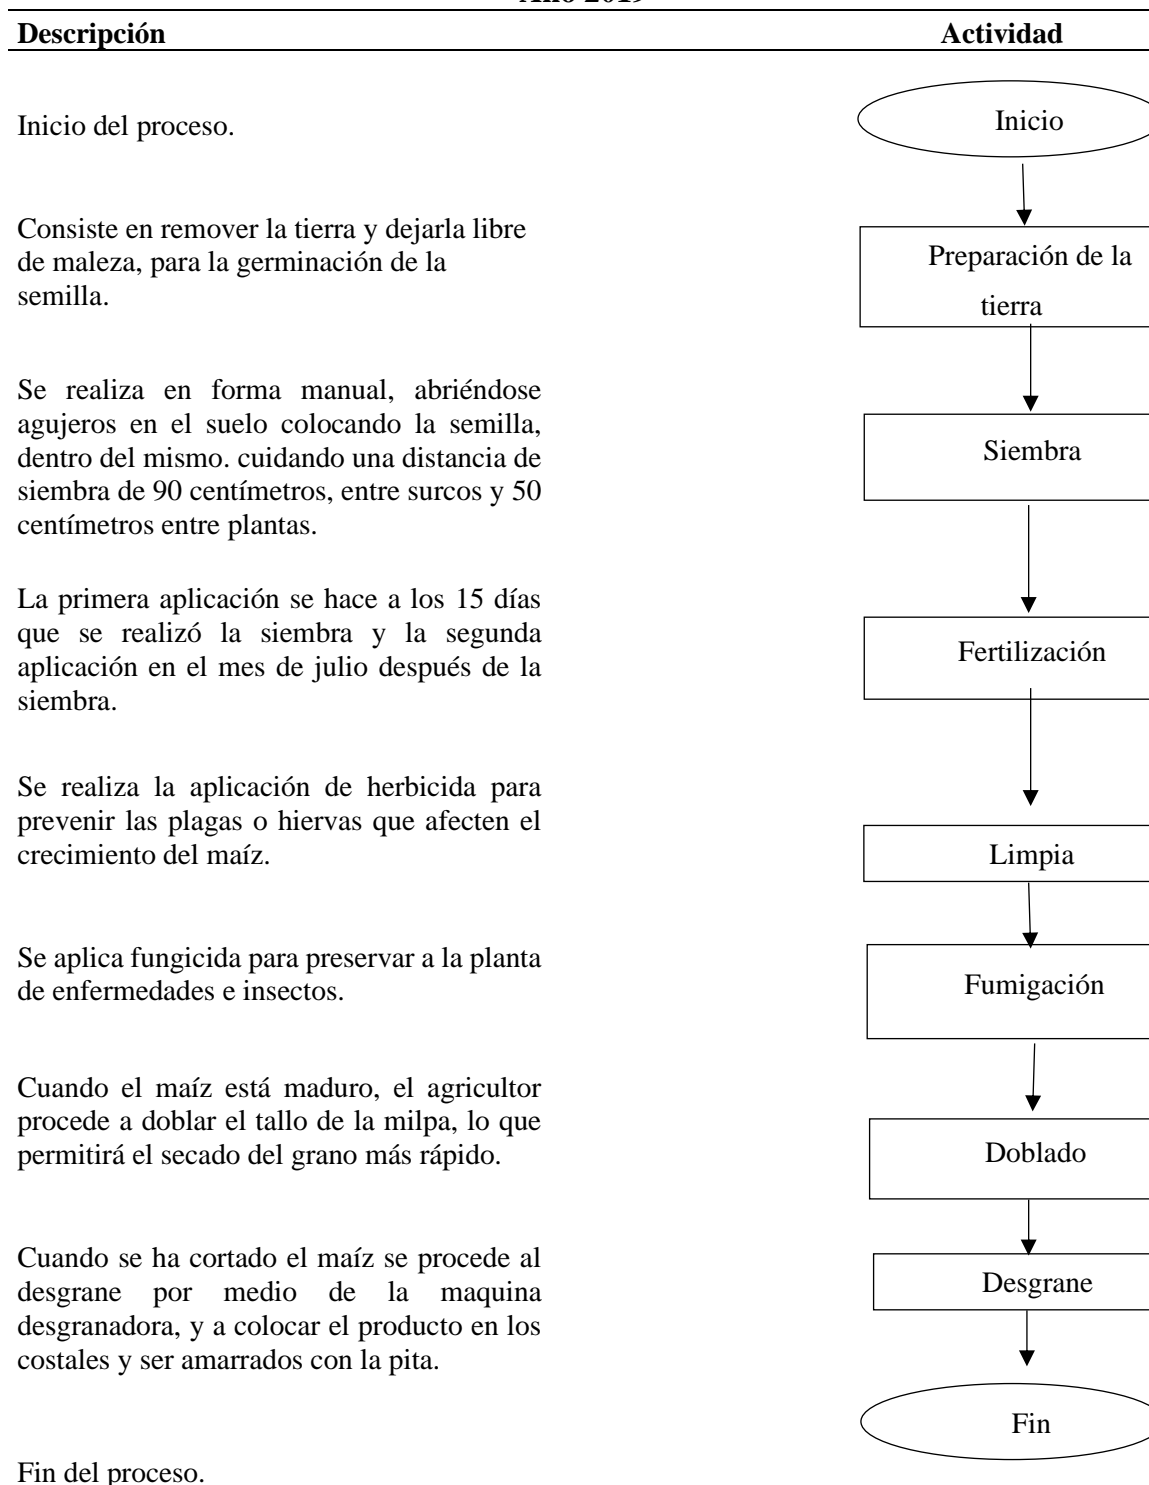 Año 2019
Descripción Actividad
Inicio del proceso.
Inicio
Consiste en remover la tierra y dejarla libre
de maleza, para la germinación de la
semilla.
Preparación de la
tierra
Se realiza en forma manual, abriéndose
agujeros en el suelo colocando la semilla,
dentro del mismo. cuidando una distancia de
siembra de 90 centímetros, entre surcos y 50
centímetros entre plantas.
Siembra
La primera aplicación se hace a los 15 días
que se realizó la siembra y la segunda
aplicación en el mes de julio después de la
siembra.
Fertilización
Se realiza la aplicación de herbicida para
prevenir las plagas o hiervas que afecten el
crecimiento del maíz.
Limpia
Se aplica fungicida para preservar a la planta
de enfermedades e insectos.
Fumigación
Cuando el maíz está maduro, el agricultor
procede a doblar el tallo de la milpa, lo que
permitirá el secado del grano más rápido.
Doblado
Cuando se ha cortado el maíz se procede al
desgrane por medio de la maquina
desgranadora, y a colocar el producto en los
costales y ser amarrados con la pita.
Desgrane
Fin
Fin del proceso.